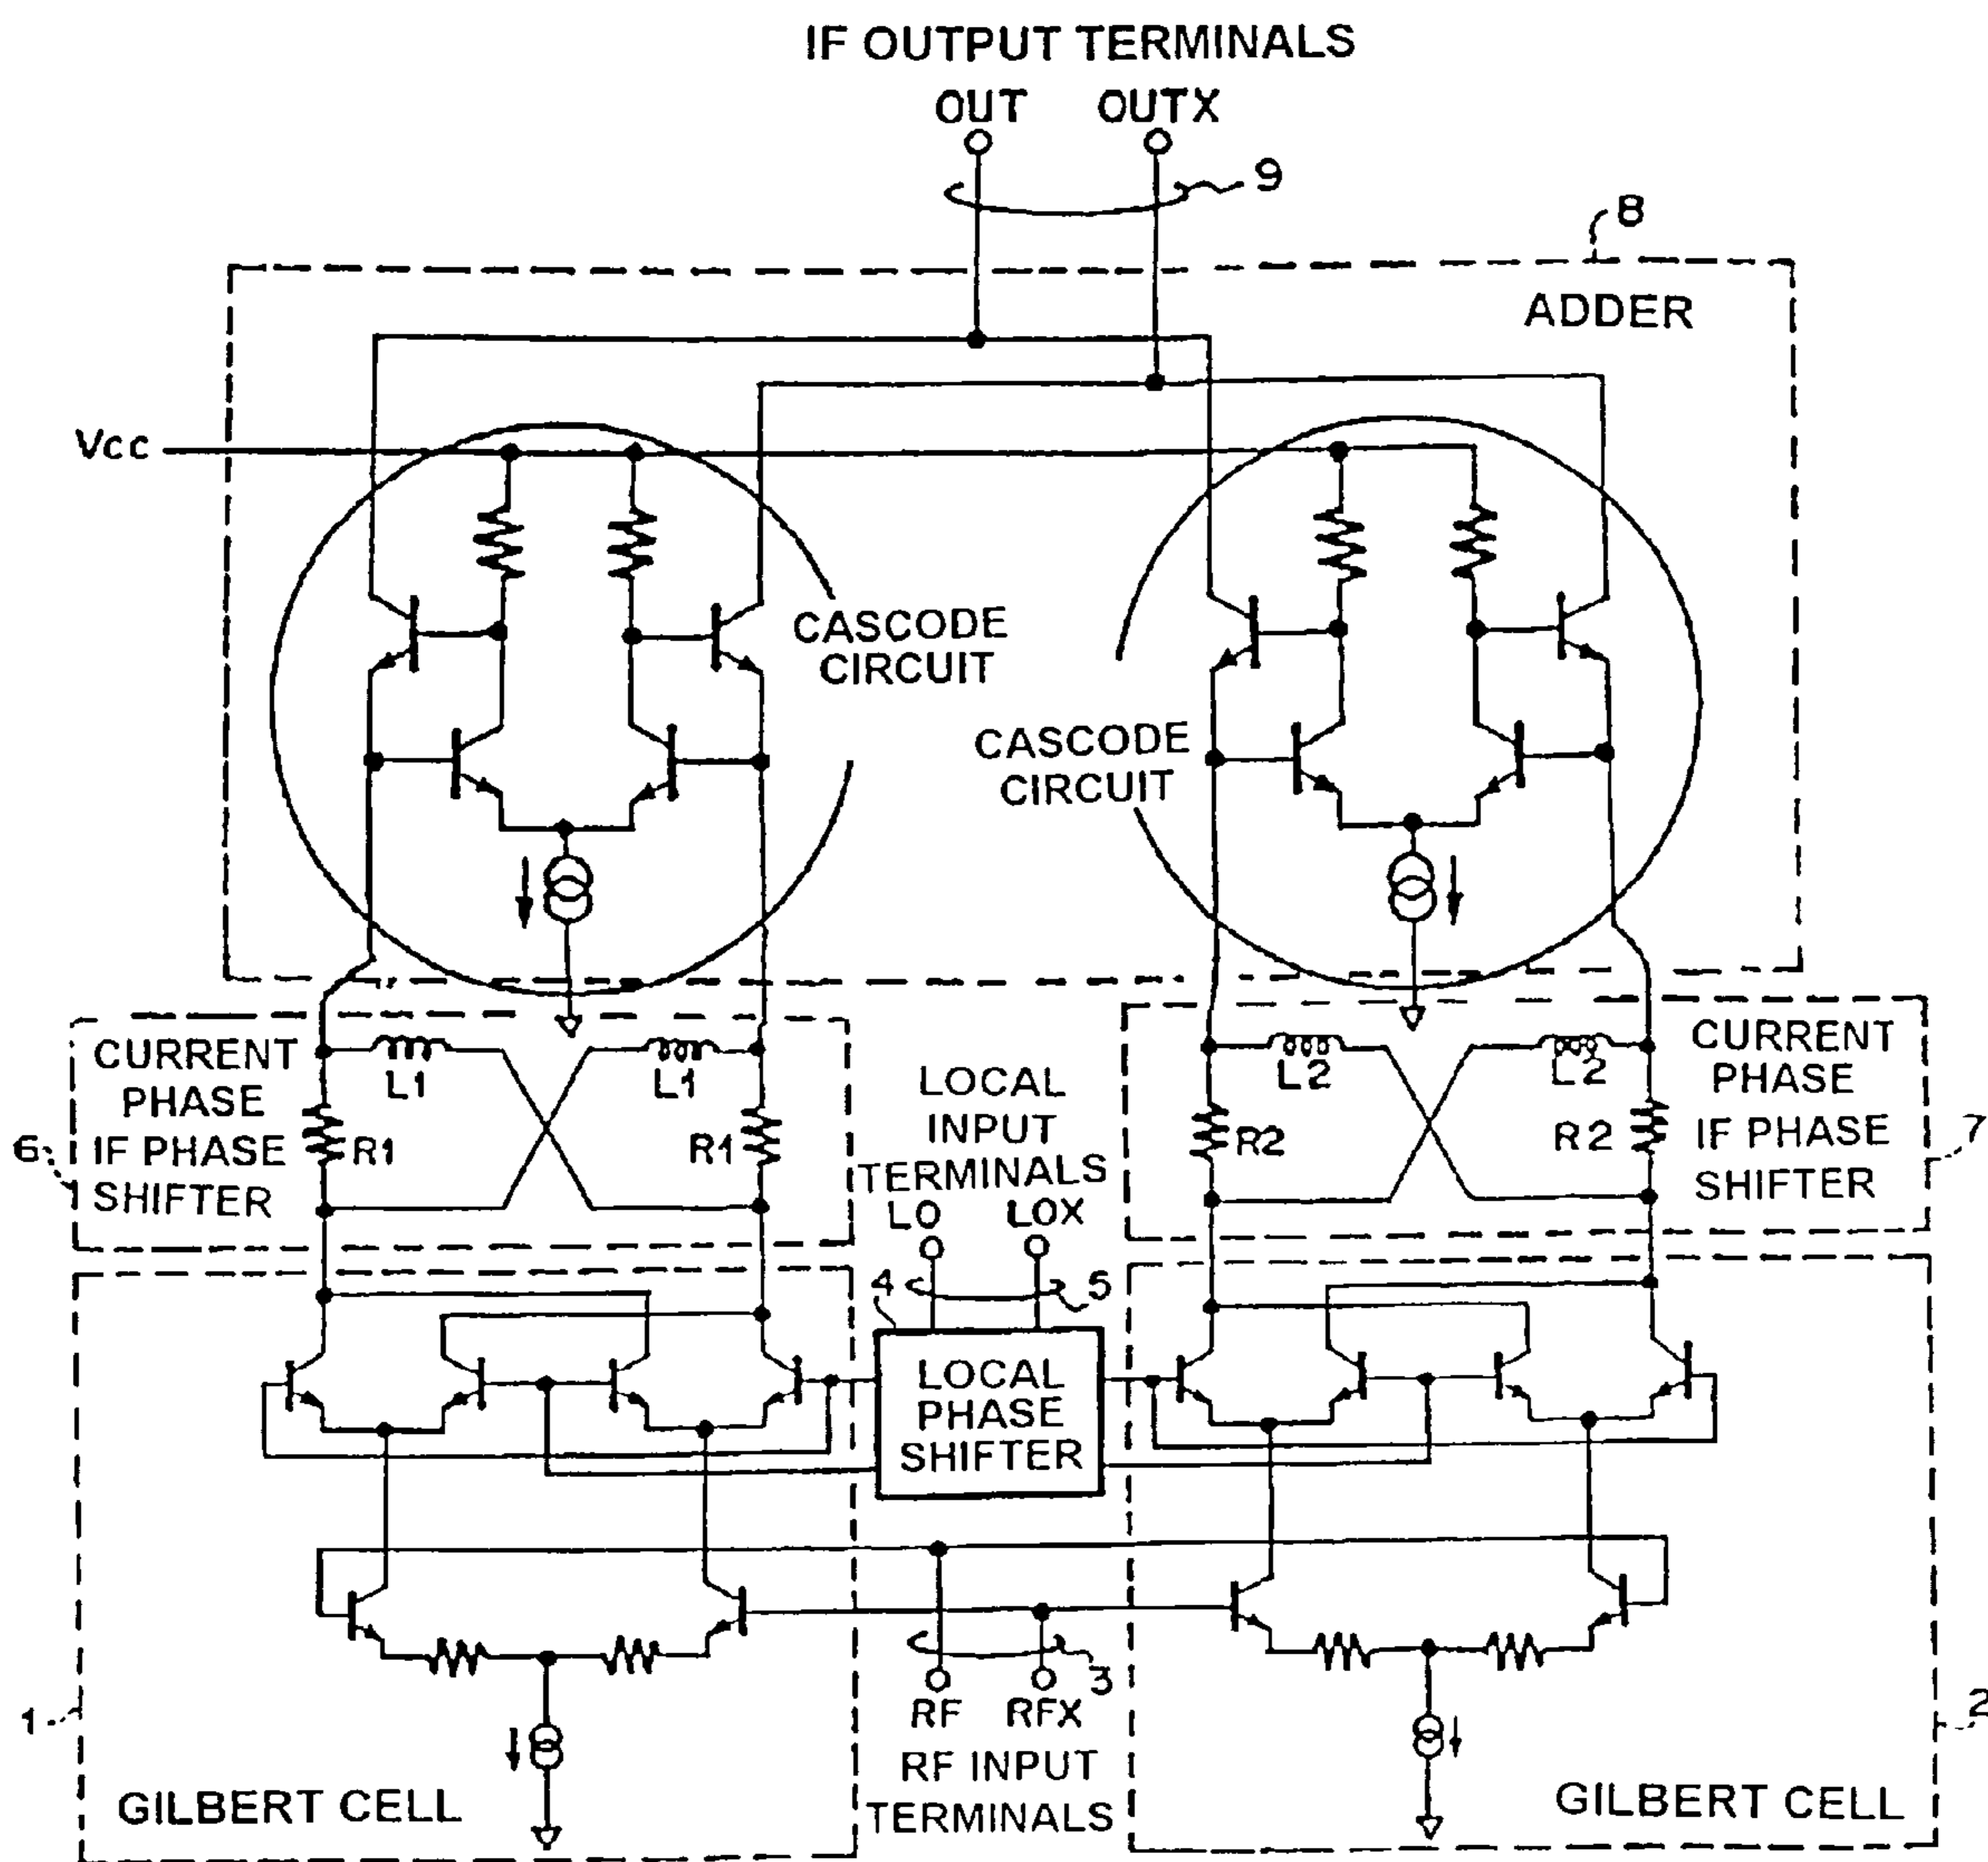 IF OUTPUT TERMINALS
OUT OUTX
9
8
ADDER
Vcc
CASCODE
CIRCUIT
CASCODE
CIRCUIT
CURRENT
PHASE
IF PHASE
SHIFTER
6
L1 L1
R1 R1
LOCAL
INPUT
TERMINALS
LO LOX
L2 L2
R2 R2
CURRENT
PHASE
IF PHASE
SHIFTER
7
4 5
LOCAL
PHASE
SHIFTER
3
RF RFX
RF INPUT
TERMINALS
1
GILBERT CELL
2
GILBERT CELL